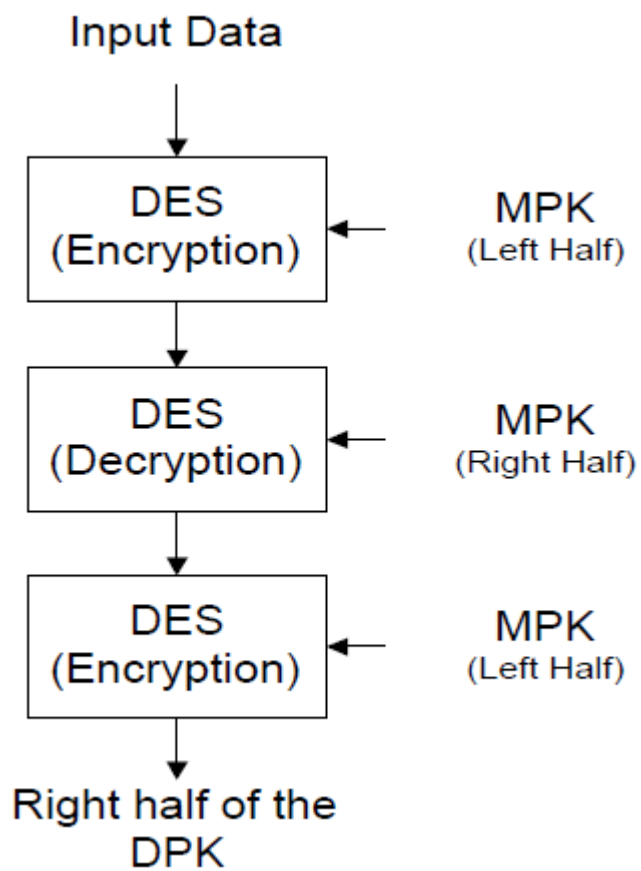 Input Data
DES
(Encryption)
MPK
(Left Half)
DES
(Decryption)
MPK
(Right Half)
DES
(Encryption)
MPK
(Left Half)
Right half of the
DPK